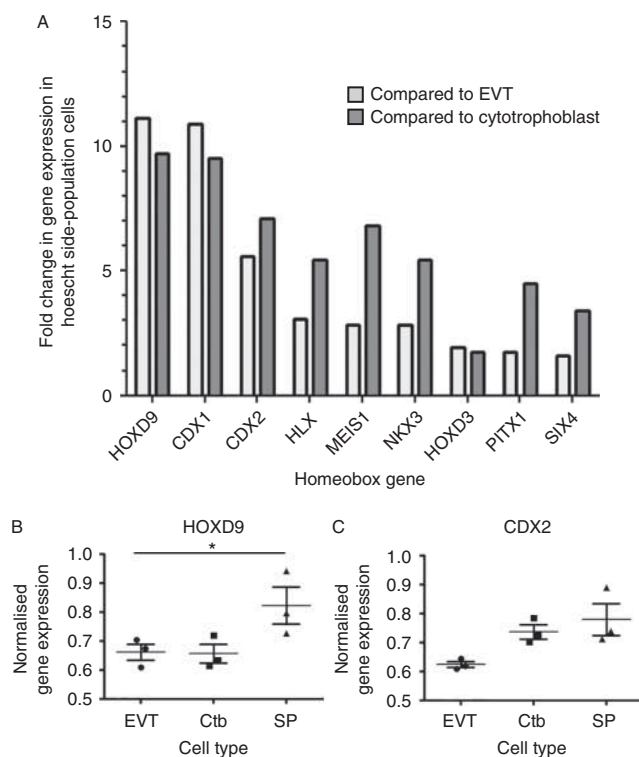 A
15
10
5
0
Fold change in gene expression in
hoescht side-population cells
Compared to EVT
Compared to cytotrophoblast
HOXD9
CDX1
CDX2
HLX
MEIS1
NKX3
HOXD3
PITX1
SIX4
Homeobox gene
B
HOXD9
*
1.0
0.9
0.8
0.7
0.6
0.5
Normalised
gene expression
EVT
Ctb
SP
Cell type
C
CDX2
1.0
0.9
0.8
0.7
0.6
0.5
Normalised
gene expression
EVT
Ctb
SP
Cell type